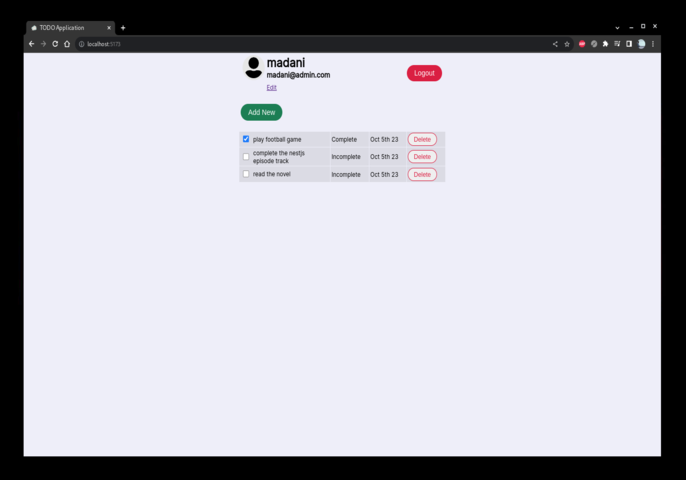 TODO Application
localhost:5173
madani
madani@admin.com
Edit
Logout
Add New
play football game Complete Oct 5th 23 Delete
complete the nestjs
episode track Incomplete Oct 5th 23 Delete
read the novel Incomplete Oct 5th 23 Delete